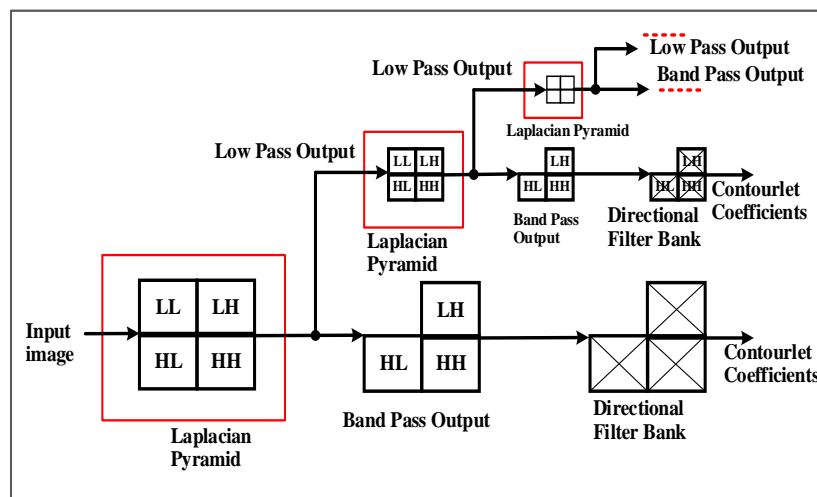 Low Pass Output
Band Pass Output
Low Pass Output
Laplacian Pyramid
Low Pass Output
LL LH
HL HH
LH
HL HH
LH
HL HH
Contourlet
Coefficients
Band Pass
Output
Directional
Filter Bank
Laplacian
Pyramid
Input
image
LL LH
HL HH
LH
HL HH
Contourlet
Coefficients
Band Pass Output
Directional
Filter Bank
Laplacian
Pyramid